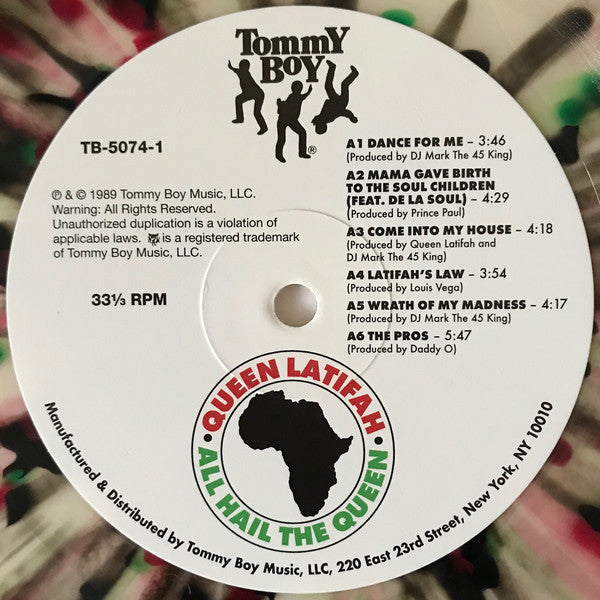 Tommy
Boy
®
TB-5074-1
℗ & © 1989 Tommy Boy Music, LLC.
Warning: All Rights Reserved.
Unauthorized duplication is a violation of
applicable laws. is a registered trademark
of Tommy Boy Music, LLC.
33⅓ RPM
A1 DANCE FOR ME – 3:46
(Produced by DJ Mark The 45 King)
A2 MAMA GAVE BIRTH
TO THE SOUL CHILDREN
(FEAT. DE LA SOUL) – 4:29
(Produced by Prince Paul)
A3 COME INTO MY HOUSE – 4:18
(Produced by Queen Latifah and
DJ Mark The 45 King)
A4 LATIFAH'S LAW – 3:54
(Produced by Louis Vega)
A5 WRATH OF MY MADNESS – 4:17
(Produced by DJ Mark The 45 King)
A6 THE PROS – 5:47
(Produced by Daddy O)
• QUEEN LATIFAH •
ALL HAIL THE QUEEN
Manufactured & Distributed by Tommy Boy Music, LLC, 220 East 23rd Street, New York, NY 10010